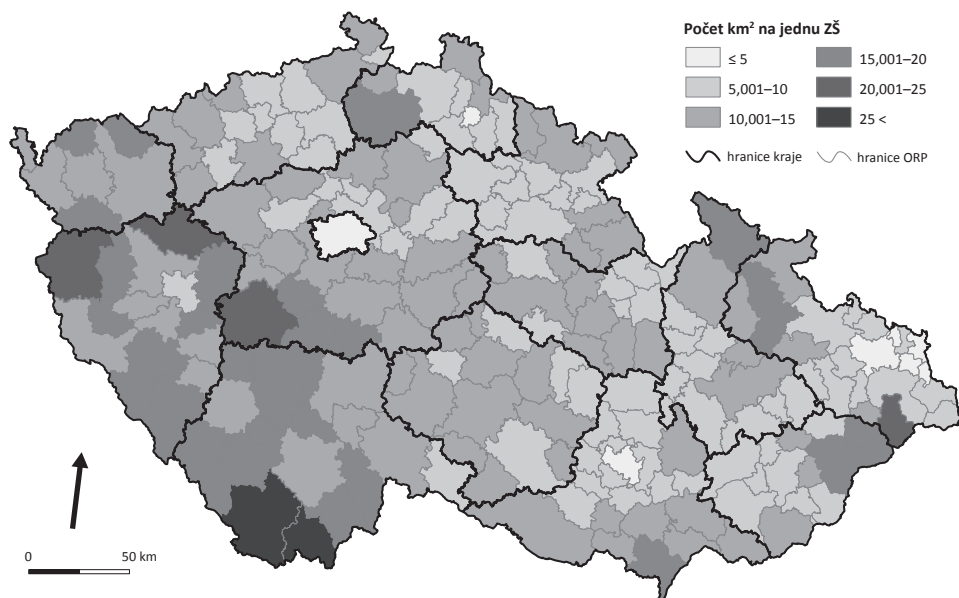 Počet km² na jednu ZŠ
≤ 5
5,001–10
10,001–15
15,001–20
20,001–25
25 <
hranice kraje
hranice ORP
0 50 km